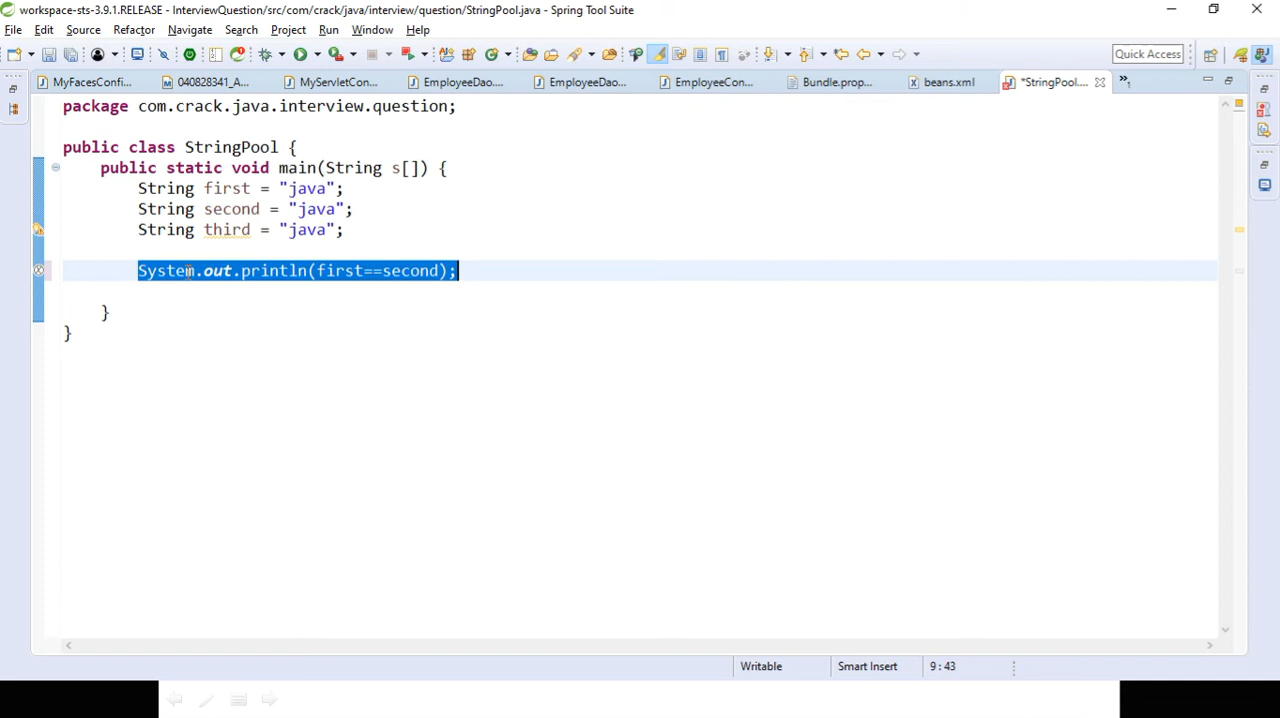 workspace-sts-3.9.1.RELEASE - InterviewQuestion/src/com/crack/java/interview/question/StringPool.java - Spring Tool Suite
File Edit Source Refactor Navigate Search Project Run Window Help
Quick Access
MyFacesConfi... 040828341_A... MyServletCon... EmployeeDao.... EmployeeDao... EmployeeCon... Bundle.prop... beans.xml *StringPool.... »1
package com.crack.java.interview.question;
public class StringPool {
public static void main(String s[]) {
String first = "java";
String second = "java";
String third = "java";
System.out.println(first==second);
}
}
Writable Smart Insert 9 : 43